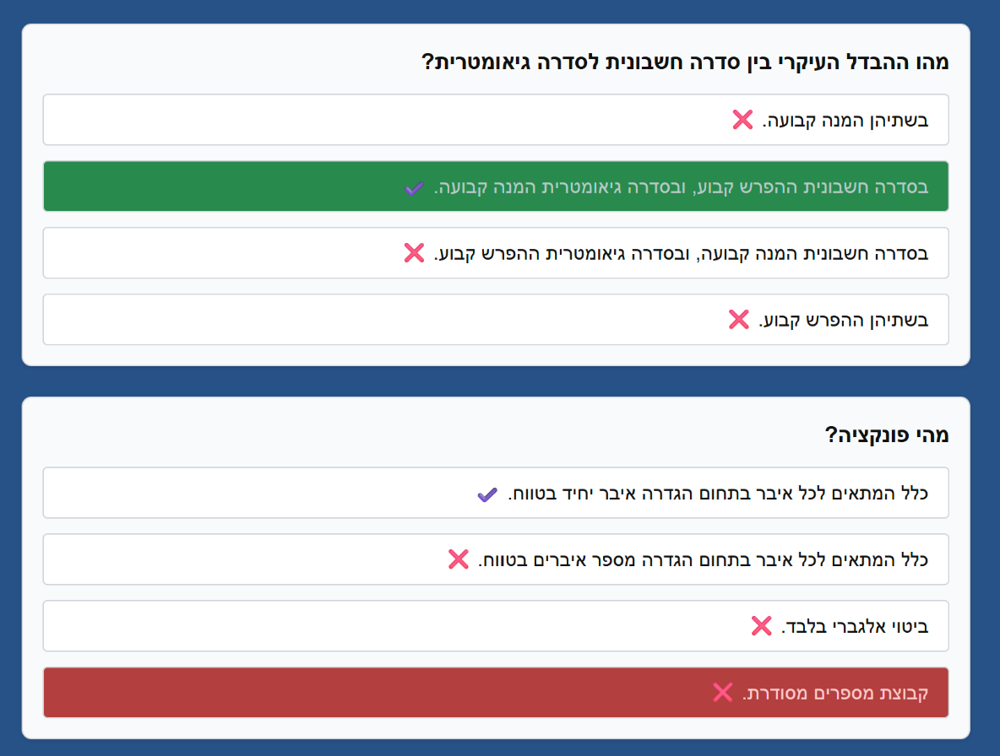 מהו ההבדל העיקרי בין סדרה חשבונית לסדרה גיאומטרית?
בשתיהן המנה קבועה. ❌
בסדרה חשבונית ההפרש קבוע, ובסדרה גיאומטרית המנה קבועה. ✔
בסדרה חשבונית המנה קבועה, ובסדרה גיאומטרית ההפרש קבוע. ❌
בשתיהן ההפרש קבוע. ❌
מהי פונקציה?
כלל המתאים לכל איבר בתחום הגדרה איבר יחיד בטווח. ✔
כלל המתאים לכל איבר בתחום הגדרה מספר איברים בטווח. ❌
ביטוי אלגברי בלבד. ❌
קבוצת מספרים מסודרת. ❌